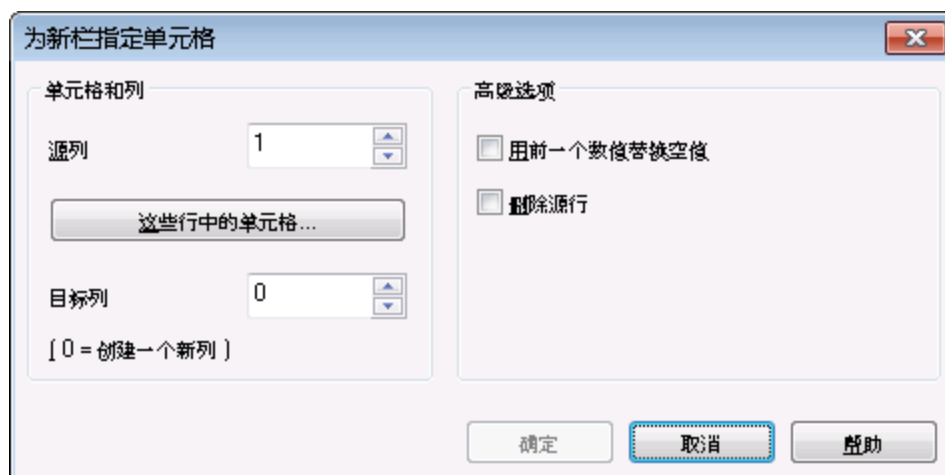 为新栏指定单元格
单元格和列
源列
1
这些行中的单元格...
目标列
0
[ 0 = 创建一个新列 ]
高级选项
用前一个数值替换空值
删除源行
确定
取消
帮助